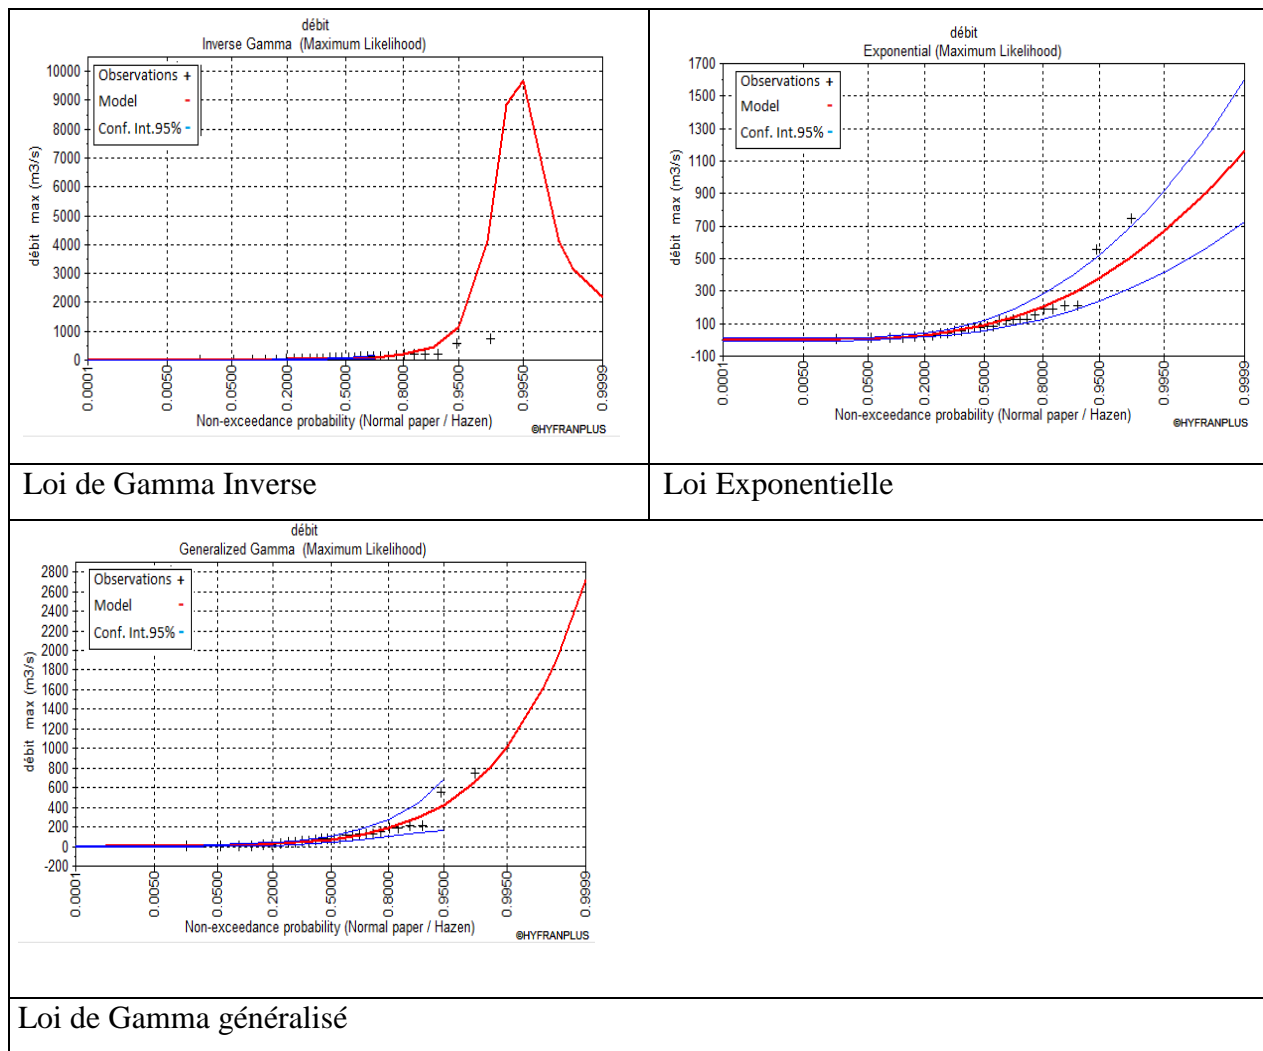 débit
Inverse Gamma (Maximum Likelihood)
10000
9000
8000
7000
6000
5000
4000
3000
2000
1000
0
débit max (m3/s)
Observations +
Model -
Conf. Int.95% -
0.0001
0.0050
0.0500
0.2000
0.5000
0.8000
0.9500
0.9950
0.9999
Non-exceedance probability (Normal paper / Hazen)
©HYFRANPLUS
débit
Exponential (Maximum Likelihood)
1700
1500
1300
1100
900
700
500
300
100
-100
débit max (m3/s)
Observations +
Model -
Conf. Int.95% -
0.0001
0.0050
0.0500
0.2000
0.5000
0.8000
0.9500
0.9950
0.9999
Non-exceedance probability (Normal paper / Hazen)
©HYFRANPLUS
Loi de Gamma Inverse
Loi Exponentielle
débit
Generalized Gamma (Maximum Likelihood)
2800
2600
2400
2200
2000
1800
1600
1400
1200
1000
800
600
400
200
0
-200
débit max (m3/s)
Observations +
Model -
Conf. Int.95% -
0.0001
0.0050
0.0500
0.2000
0.5000
0.8000
0.9500
0.9950
0.9999
Non-exceedance probability (Normal paper / Hazen)
©HYFRANPLUS
Loi de Gamma généralisé